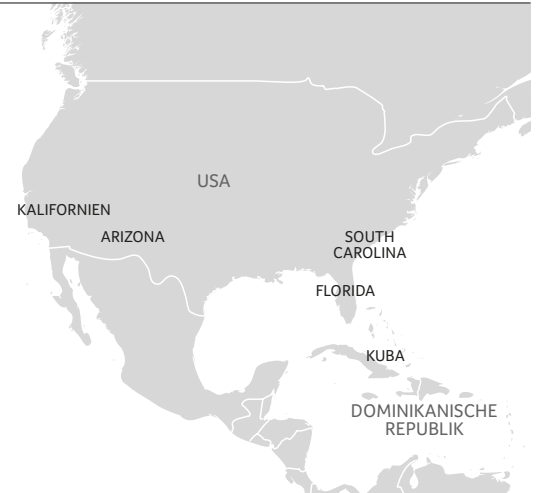 USA
KALIFORNIEN
ARIZONA
SOUTH
CAROLINA
FLORIDA
KUBA
DOMINIKANISCHE
REPUBLIK